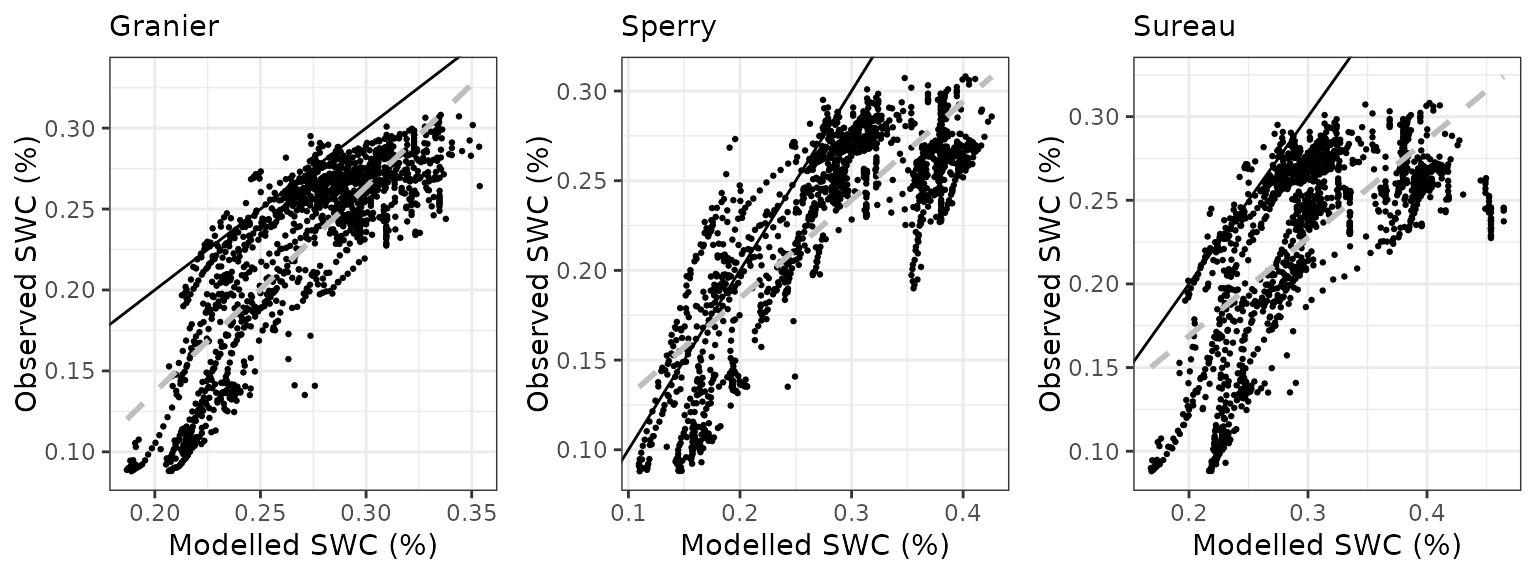 Granier
Observed SWC (%)
0.30
0.25
0.20
0.15
0.10
0.20 0.25 0.30 0.35
Modelled SWC (%)
Sperry
Observed SWC (%)
0.30
0.25
0.20
0.15
0.10
0.1 0.2 0.3 0.4
Modelled SWC (%)
Sureau
Observed SWC (%)
0.30
0.25
0.20
0.15
0.10
0.2 0.3 0.4
Modelled SWC (%)